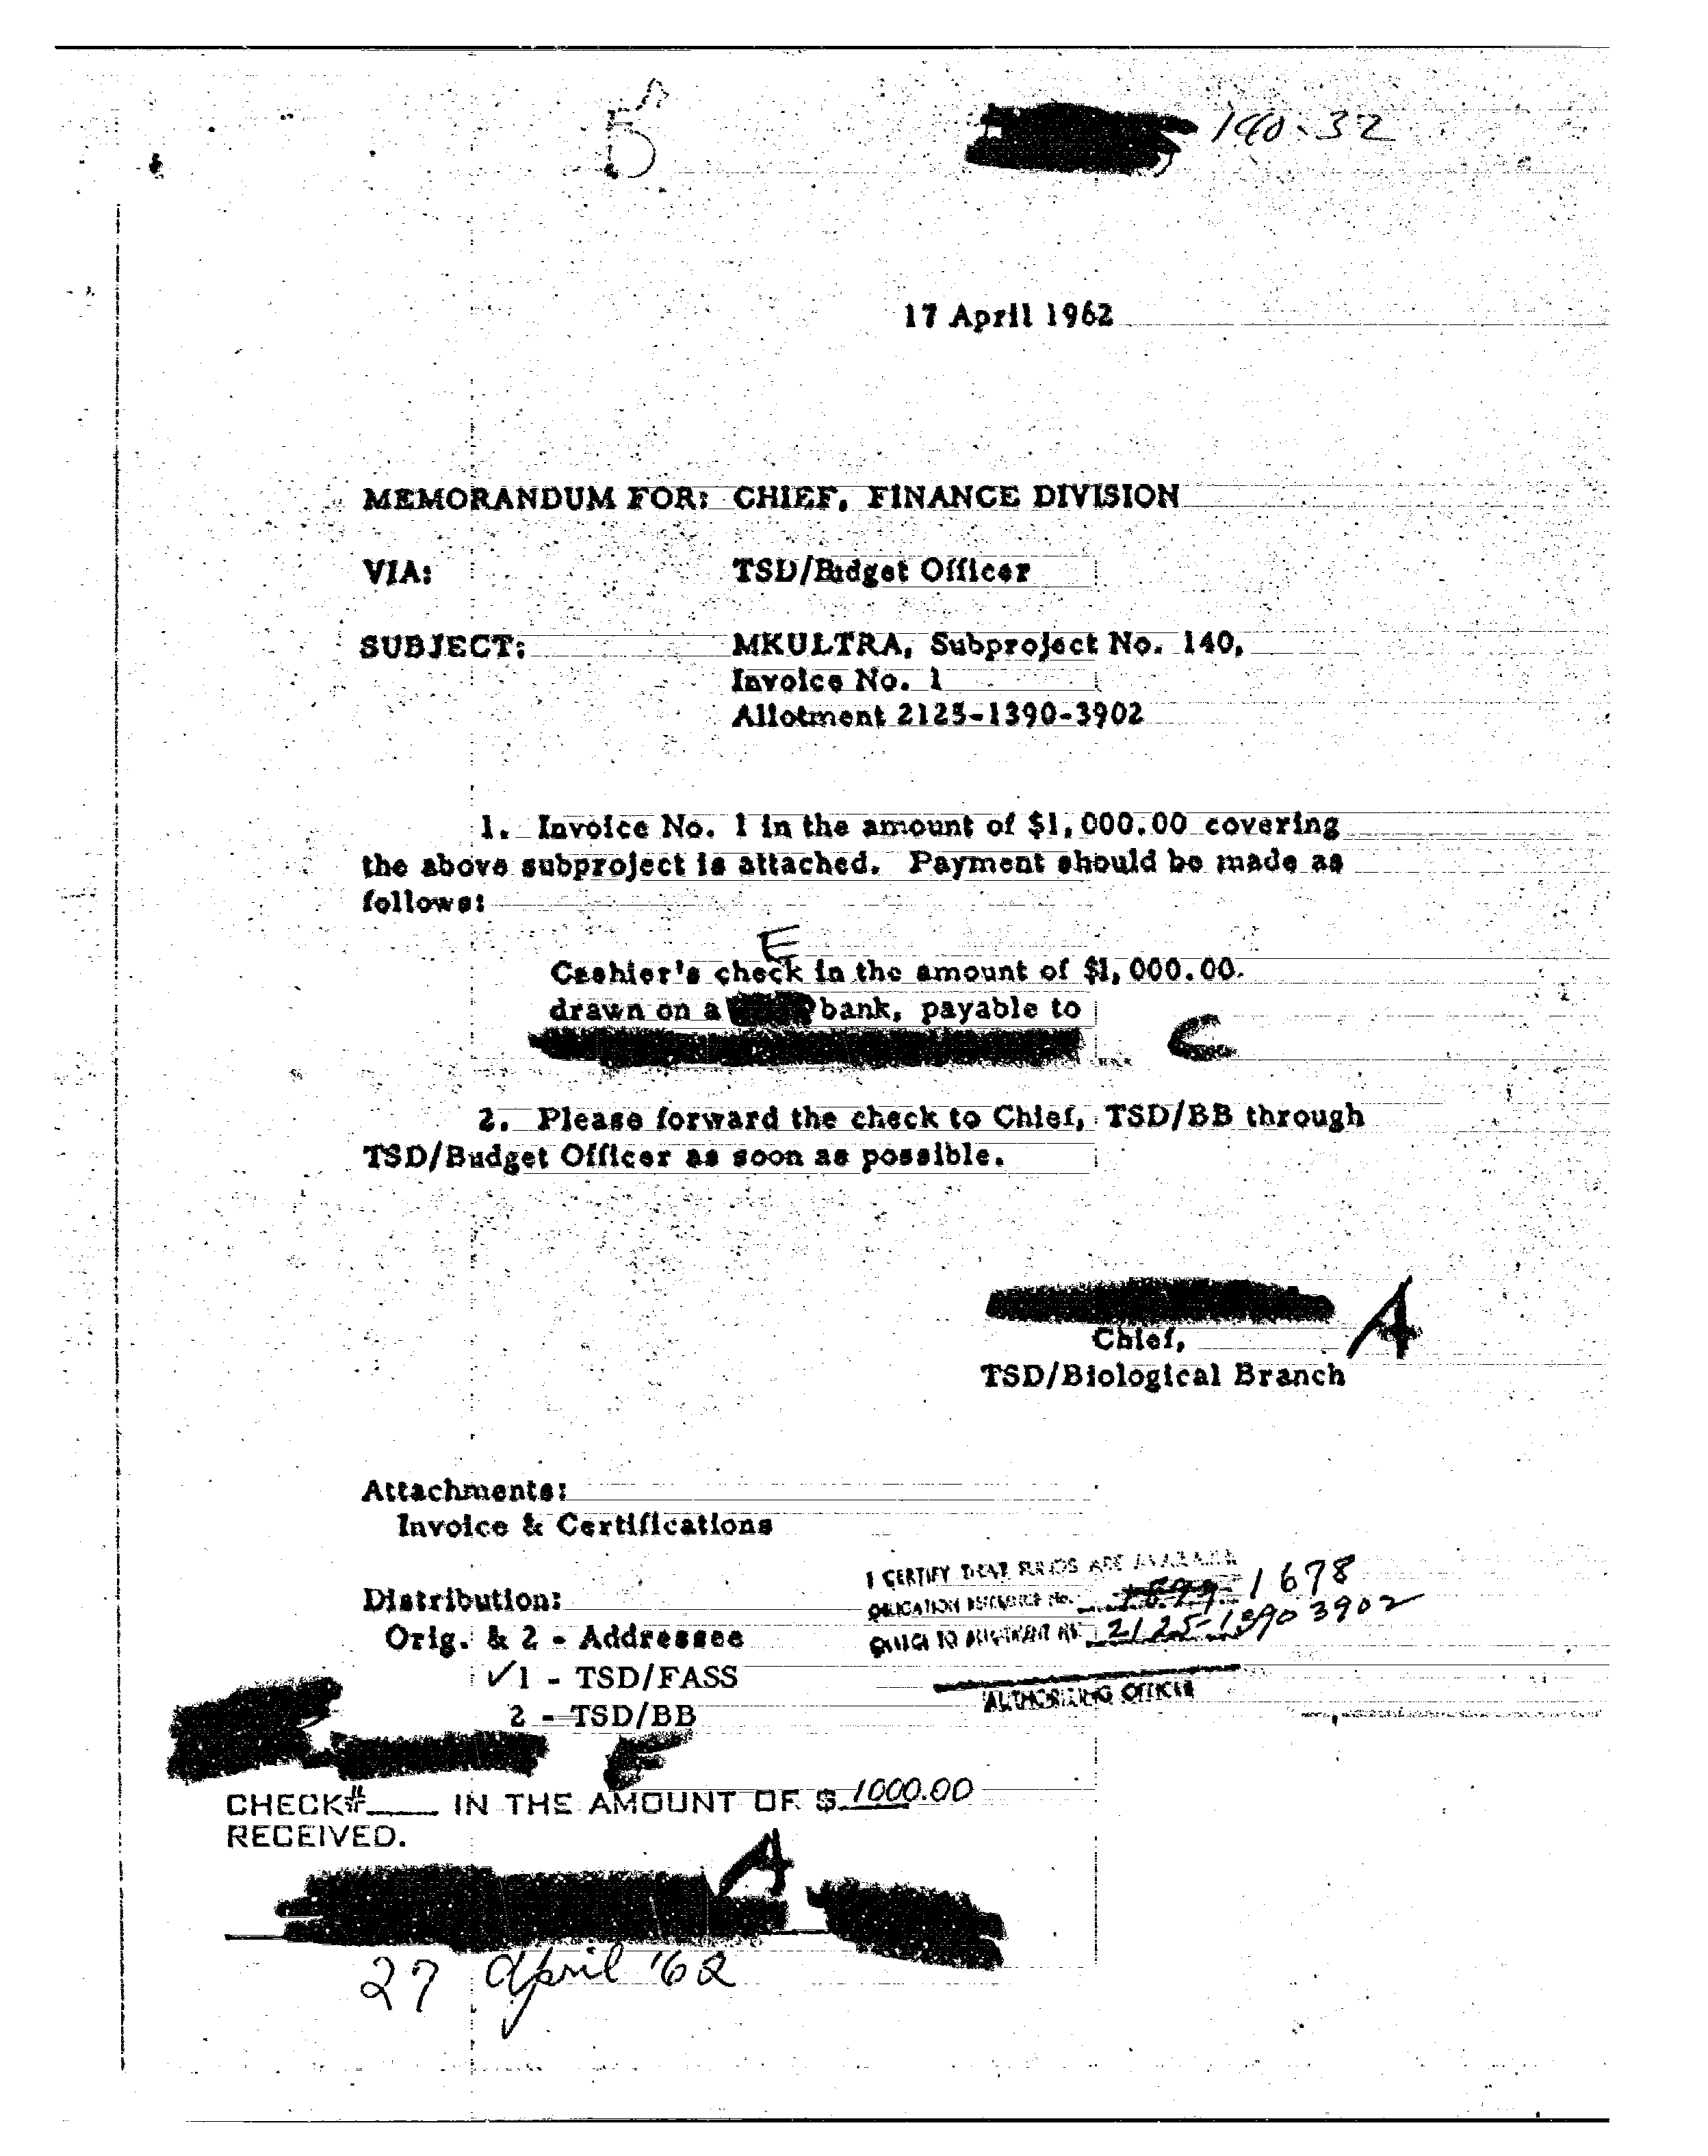 5
140-32
17 April 1962
MEMORANDUM FOR: CHIEF, FINANCE DIVISION
VIA: TSD/Budget Officer
SUBJECT: MKULTRA, Subproject No. 140,
Invoice No. 1
Allotment 2125-1390-3902
1. Invoice No. 1 in the amount of $1,000.00 covering
the above subproject is attached. Payment should be made as
follows:
E
Cashier's check in the amount of $1,000.00.
drawn on a bank, payable to
C
2. Please forward the check to Chief, TSD/BB through
TSD/Budget Officer as soon as possible.
A
Chief,
TSD/Biological Branch
Attachments:
Invoice & Certifications
I CERTIFY THAT FUNDS ARE AVAILABLE
Distribution:
OBLIGATION REFERENCE No. 1678
Orig. & 2 - Addressee
CHARGE TO ALLOTMENT No. 2125-1390 3902
✓1 - TSD/FASS
AUTHORIZING OFFICER
2 - TSD/BB
CHECK# IN THE AMOUNT OF $ 1000.00
RECEIVED.
A
27 April '62